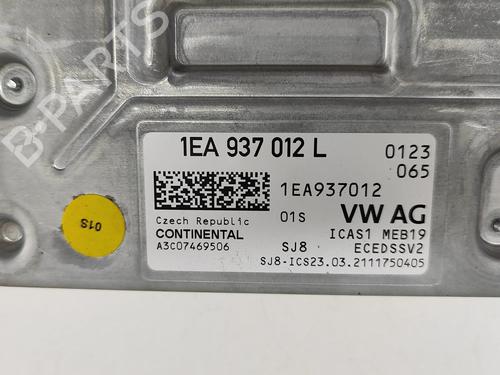 B-PARTS
1EA 937 012 L
0123
065
1EA937012
01S
VW AG
Czech Republic
CONTINENTAL
ICAS1 MEB19
A3C07469506
SJ8
ECEDSSV2
SJ8-ICS23.03.2111750405
01S